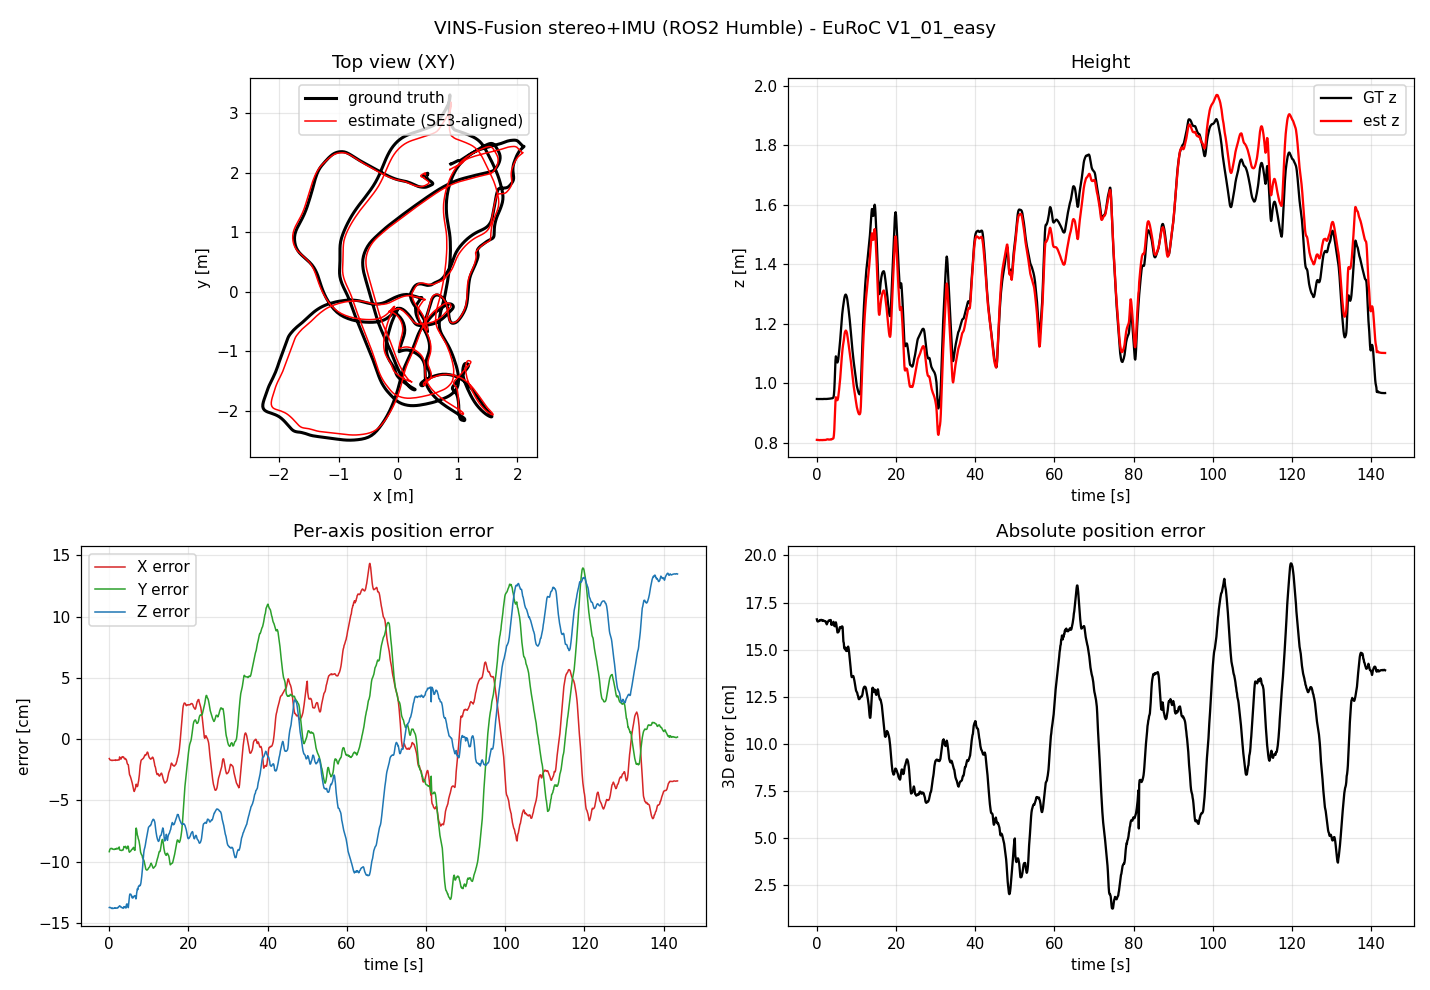 VINS-Fusion stereo+IMU (ROS2 Humble) - EuRoC V1_01_easy
Top view (XY)
ground truth
estimate (SE3-aligned)
3
2
1
0
−1
−2
y [m]
−2
−1
0
1
2
x [m]
Height
GT z
est z
2.0
1.8
1.6
1.4
1.2
1.0
0.8
z [m]
0
20
40
60
80
100
120
140
time [s]
Per-axis position error
X error
Y error
Z error
15
10
5
0
−5
−10
−15
error [cm]
0
20
40
60
80
100
120
140
time [s]
Absolute position error
20.0
17.5
15.0
12.5
10.0
7.5
5.0
2.5
3D error [cm]
0
20
40
60
80
100
120
140
time [s]